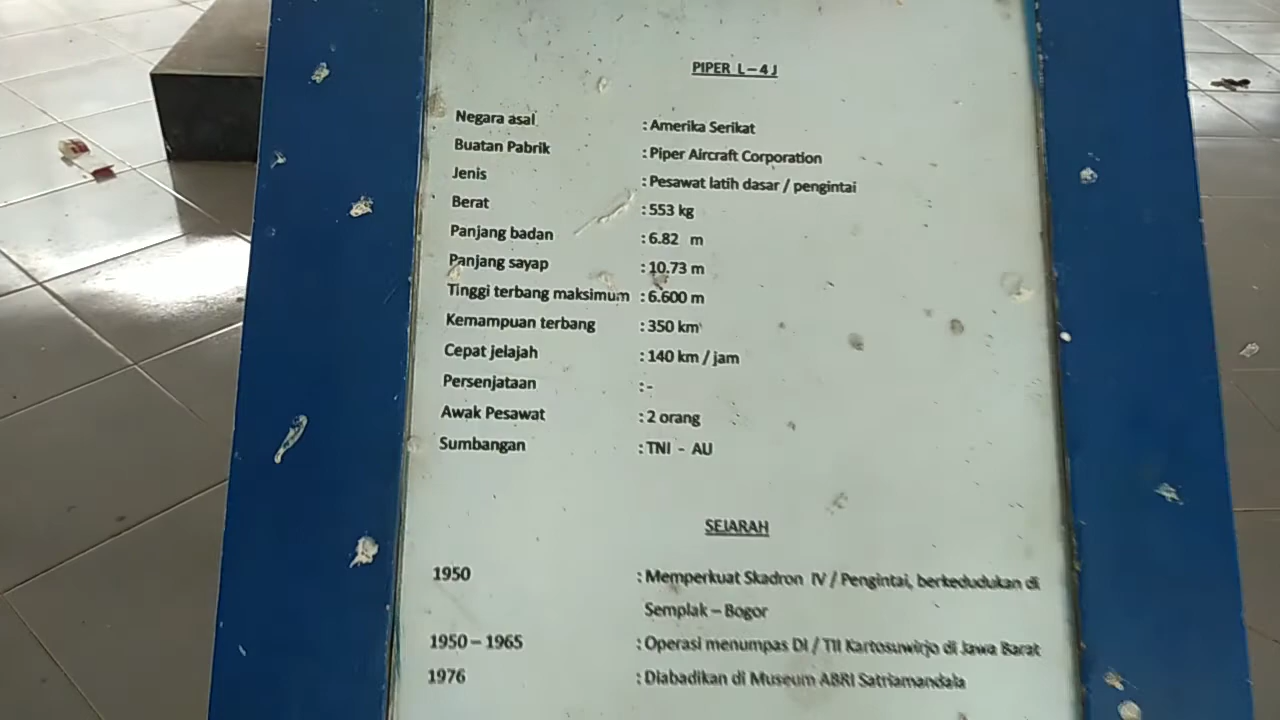 PIPER L – 4 J
Negara asal : Amerika Serikat
Buatan Pabrik : Piper Aircraft Corporation
Jenis : Pesawat latih dasar / pengintai
Berat : 553 kg
Panjang badan : 6.82 m
Panjang sayap : 10.73 m
Tinggi terbang maksimum : 6.600 m
Kemampuan terbang : 350 km
Cepat jelajah : 140 km / jam
Persenjataan : -
Awak Pesawat : 2 orang
Sumbangan : TNI - AU
SEJARAH
1950 : Memperkuat Skadron IV / Pengintai, berkedudukan di
Semplak – Bogor
1950 – 1965 : Operasi menumpas DI / TII Kartosuwirjo di Jawa Barat
1976 : Diabadikan di Museum ABRI Satriamandala